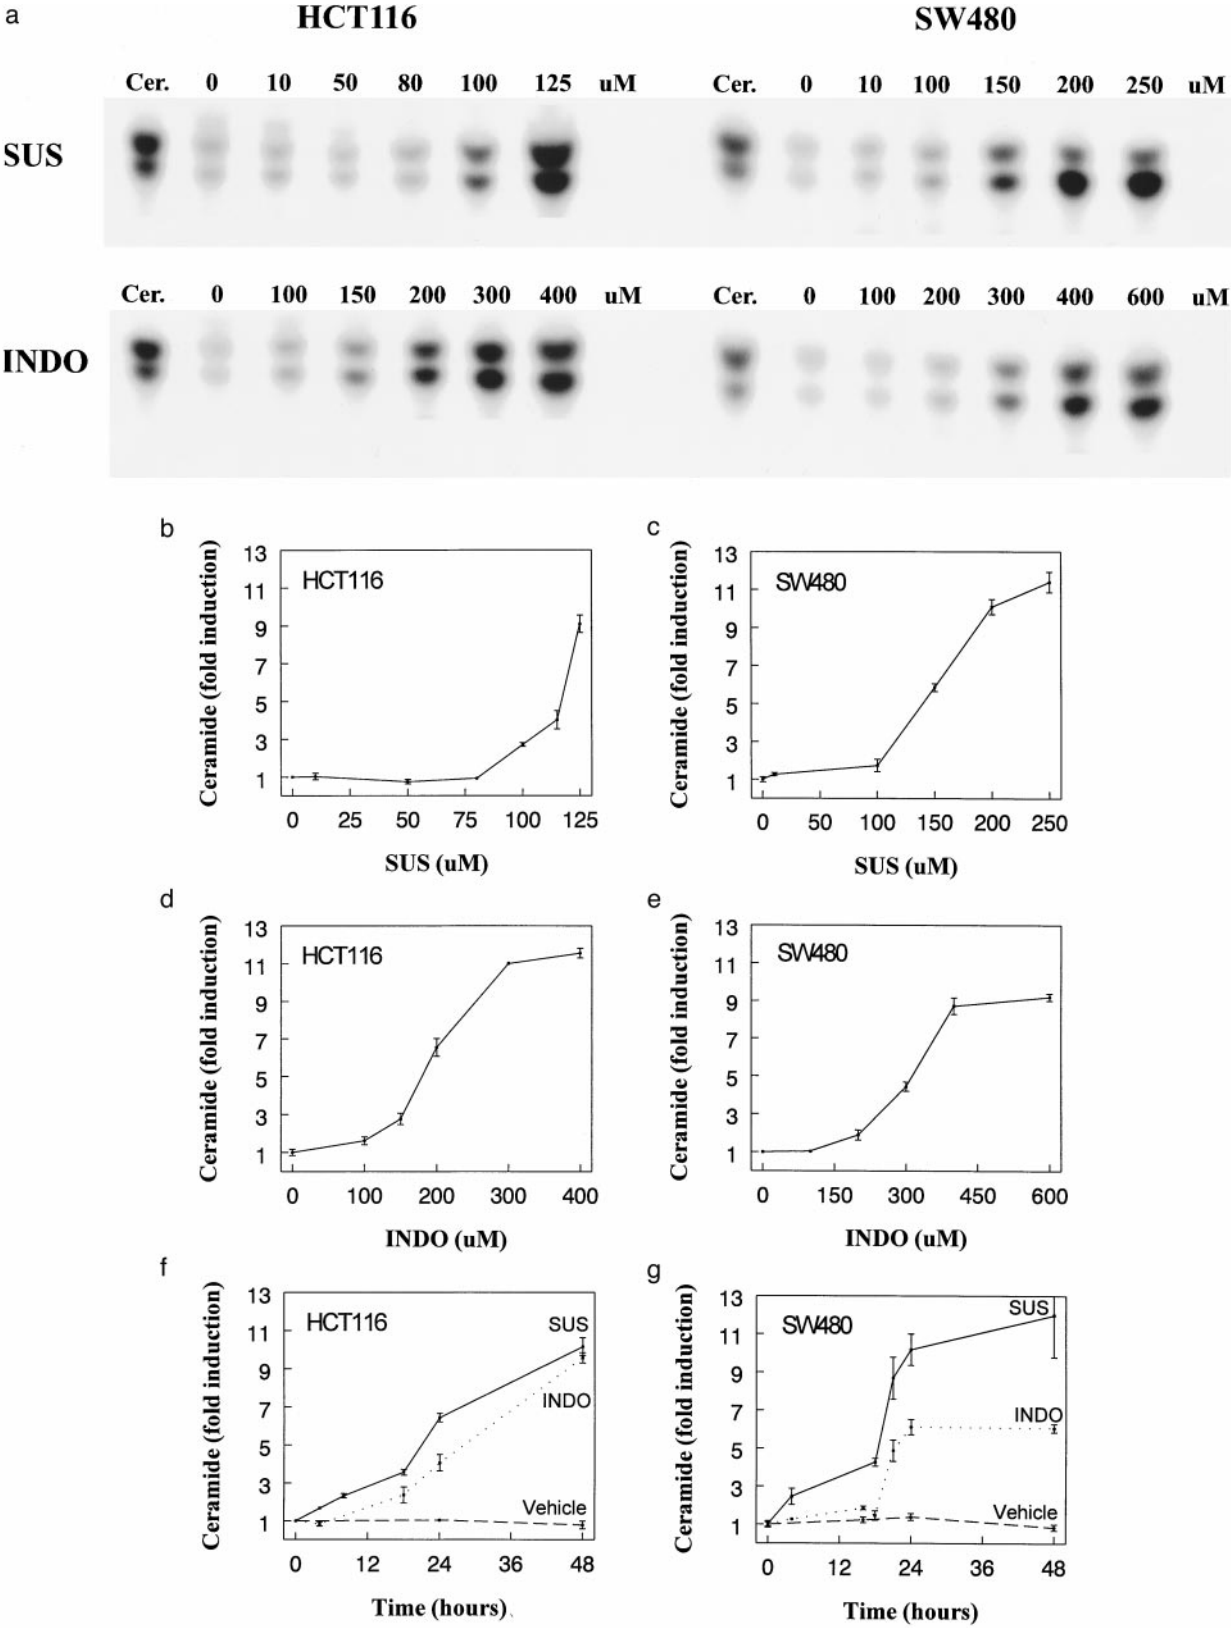 a
HCT116
SW480
Cer. 0 10 50 80 100 125 uM
Cer. 0 10 100 150 200 250 uM
SUS
Cer. 0 100 150 200 300 400 uM
Cer. 0 100 200 300 400 600 uM
INDO
b
Ceramide (fold induction)
13
11
9
7
5
3
1
HCT116
0 25 50 75 100 125
SUS (uM)
c
Ceramide (fold induction)
13
11
9
7
5
3
1
SW480
0 50 100 150 200 250
SUS (uM)
d
Ceramide (fold induction)
13
11
9
7
5
3
1
HCT116
0 100 200 300 400
INDO (uM)
e
Ceramide (fold induction)
13
11
9
7
5
3
1
SW480
0 150 300 450 600
INDO (uM)
f
Ceramide (fold induction)
13
11
9
7
5
3
1
HCT116
SUS
INDO
Vehicle
0 12 24 36 48
Time (hours)
g
Ceramide (fold induction)
13
11
9
7
5
3
1
SW480
SUS
INDO
Vehicle
0 12 24 36 48
Time (hours)